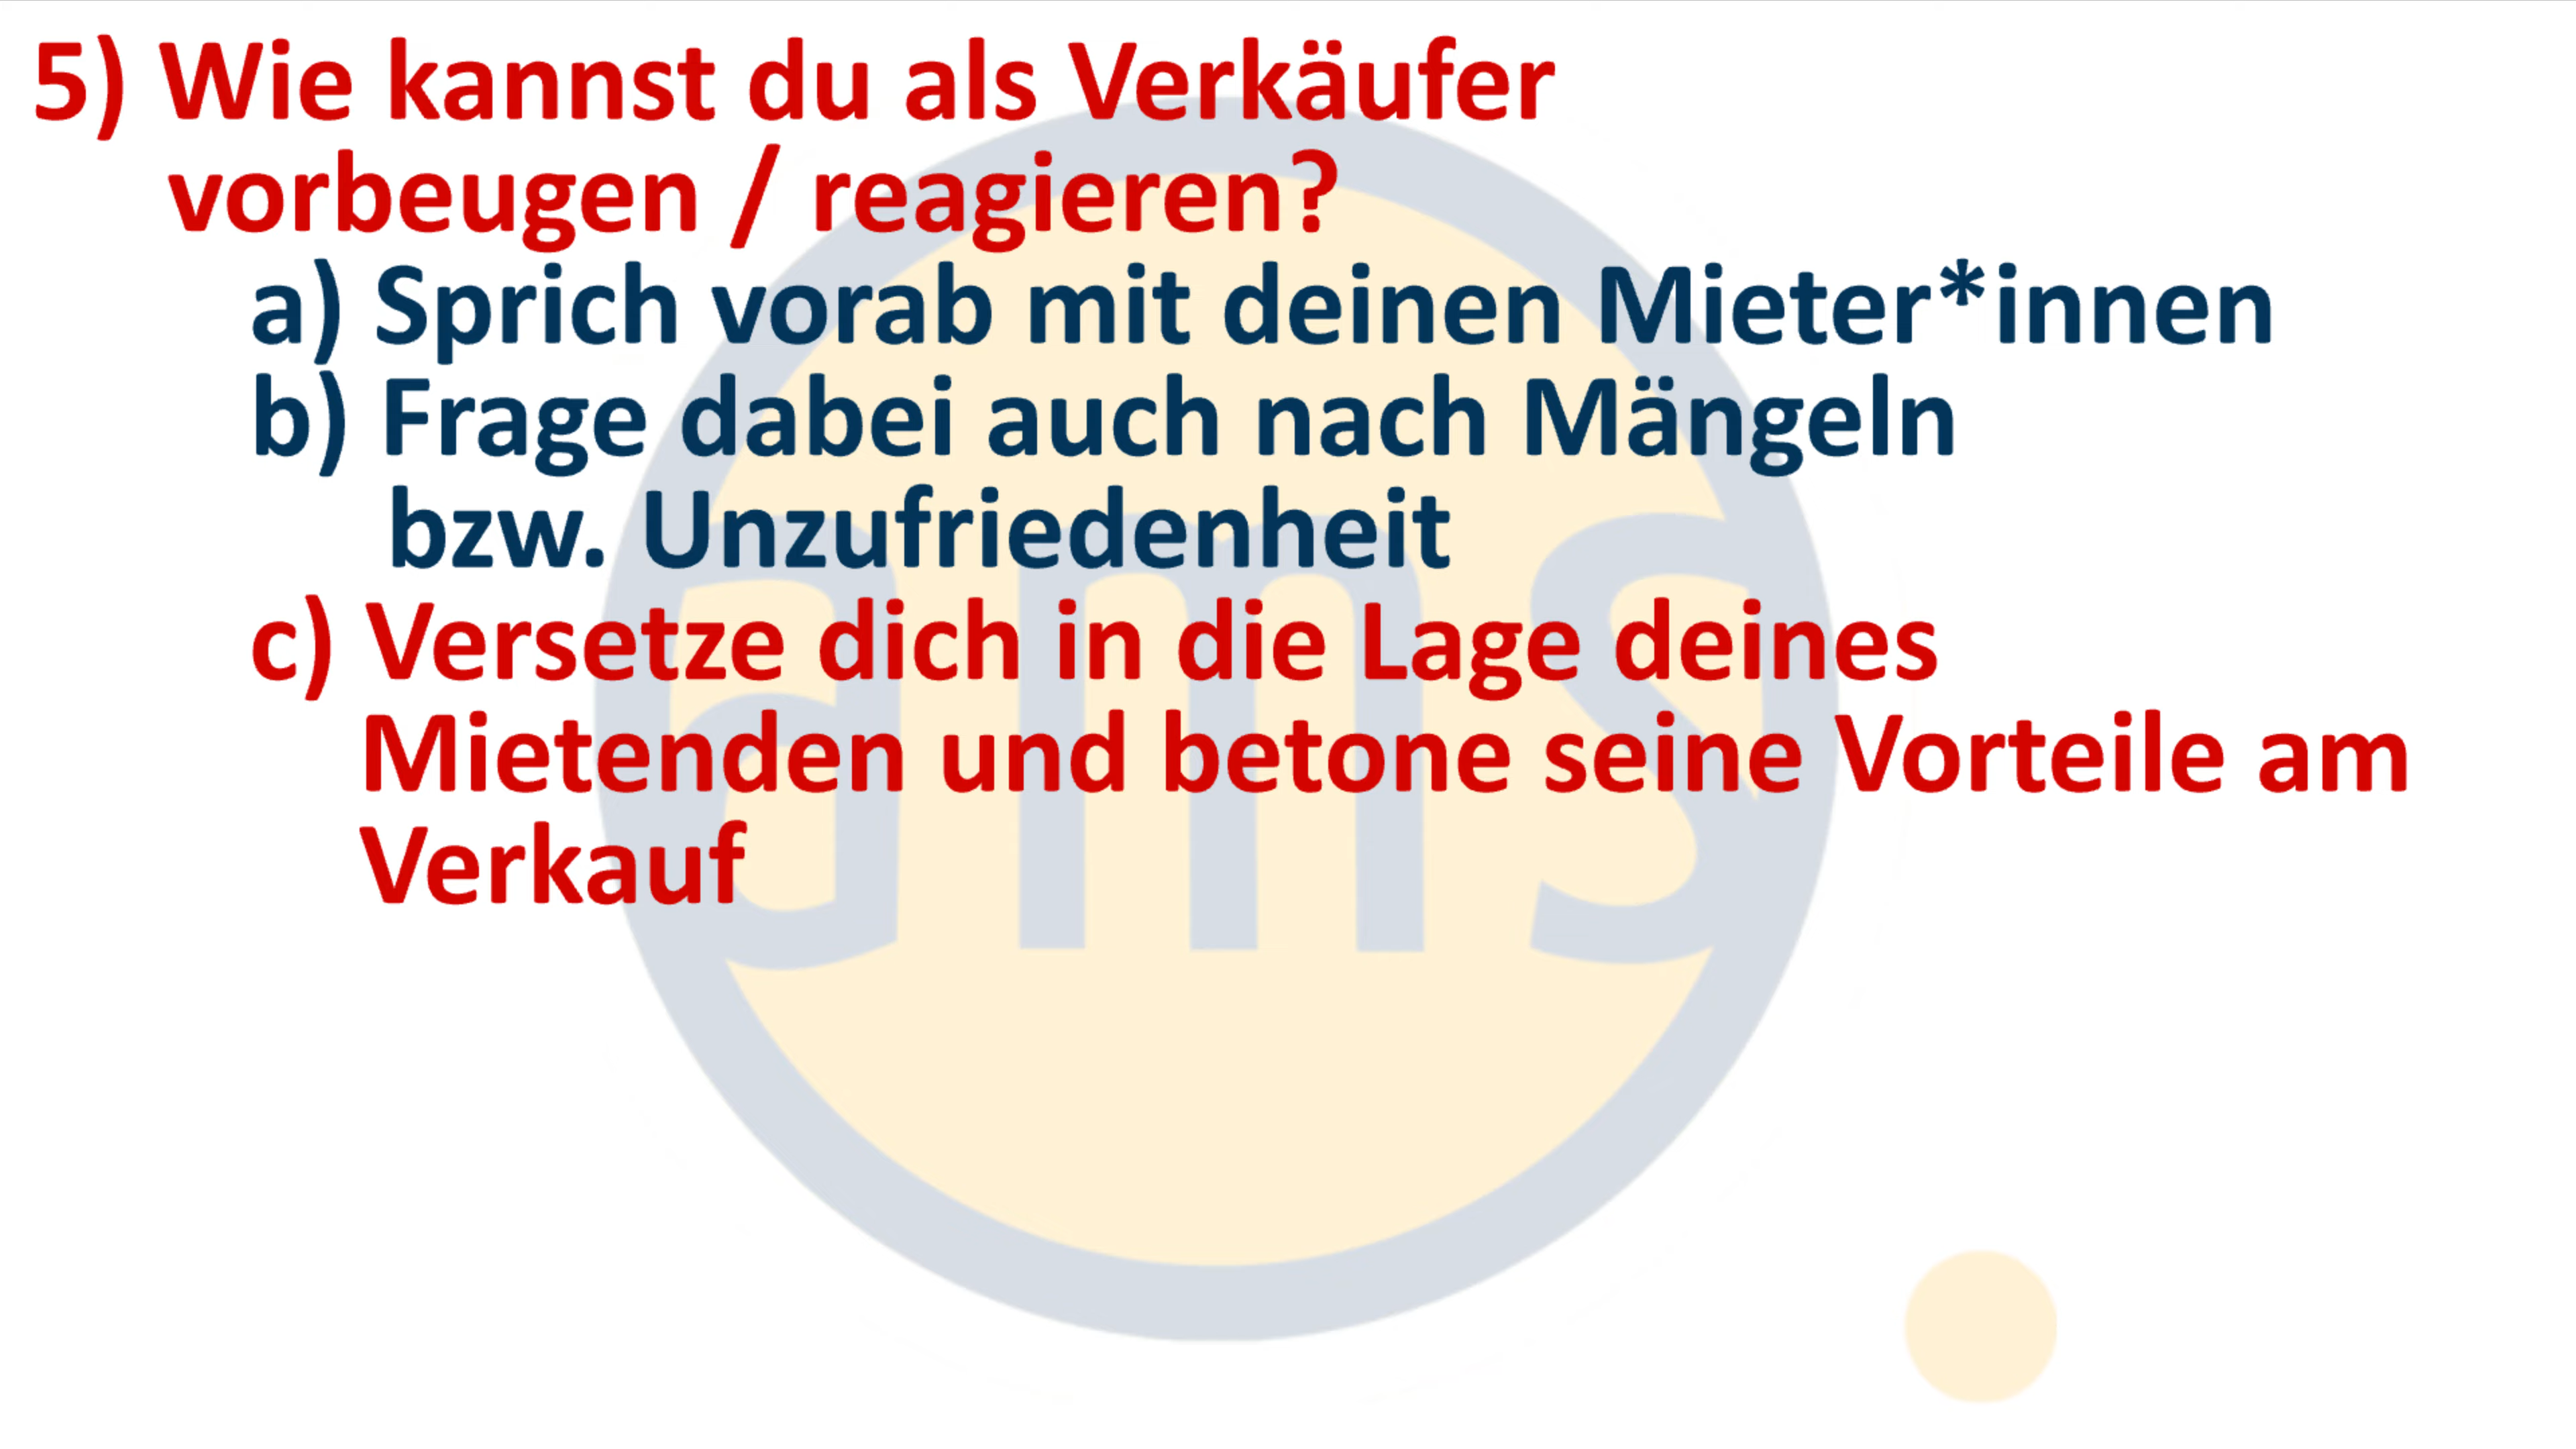 5) Wie kannst du als Verkäufer
vorbeugen / reagieren?
a) Sprich vorab mit deinen Mieter*innen
b) Frage dabei auch nach Mängeln
bzw. Unzufriedenheit
c) Versetze dich in die Lage deines
Mietenden und betone seine Vorteile am
Verkauf
ams